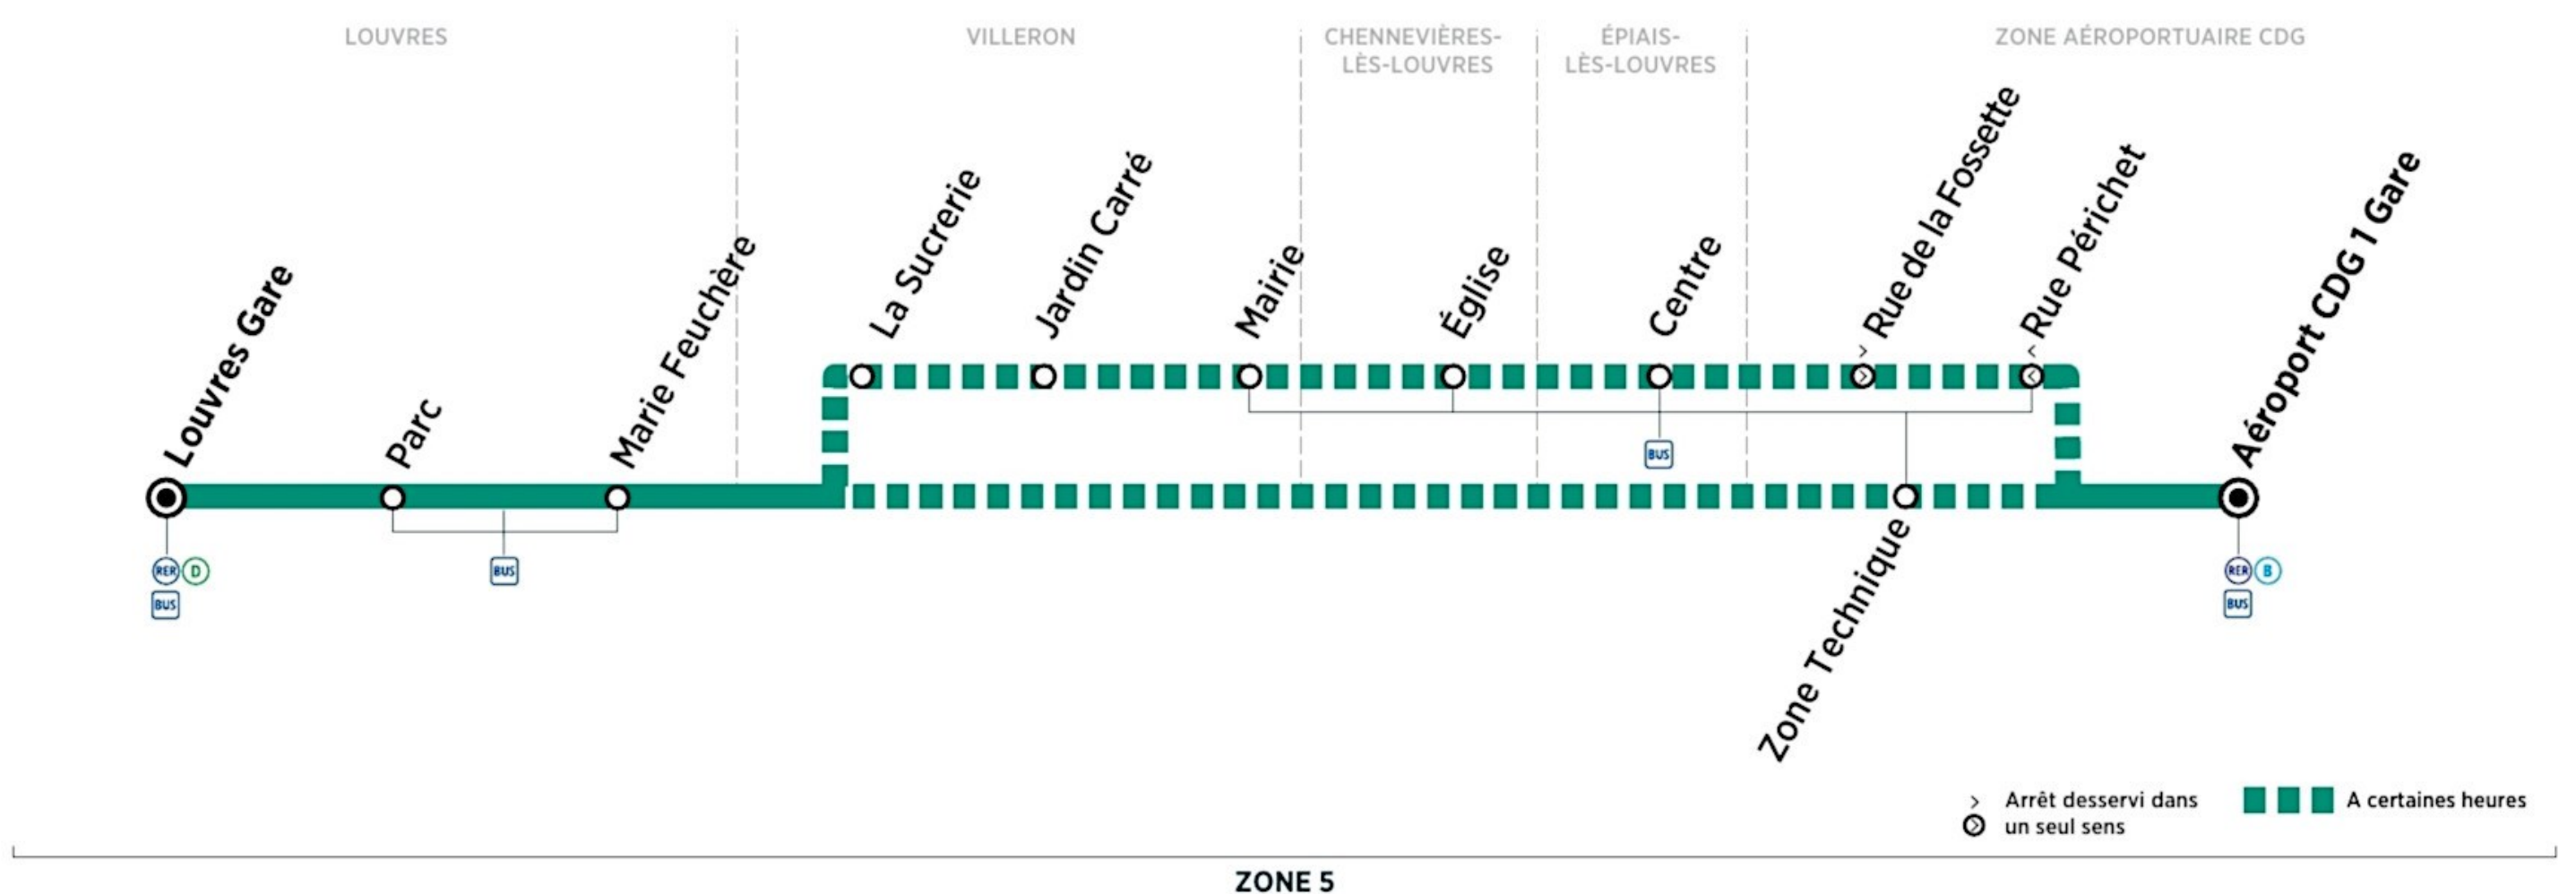 LOUVRES
VILLERON
CHENNEVIÈRES-
LÈS-LOUVRES
ÉPIAIS-
LÈS-LOUVRES
ZONE AÉROPORTUAIRE CDG
Louvres Gare
Parc
Marie Feuchère
La Sucrerie
Jardin Carré
Mairie
Église
Centre
Rue de la Fossette
Rue Périchet
Aéroport CDG 1 Gare
BUS
Zone Technique
RER D
BUS
BUS
RER B
BUS
Arrêt desservi dans
un seul sens
A certaines heures
ZONE 5